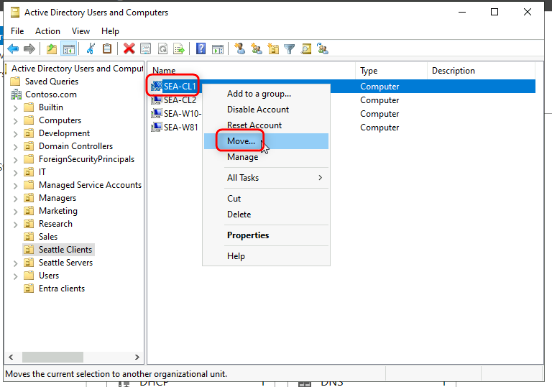 Active Directory Users and Computers
File Action View Help
Active Directory Users and Comput
Saved Queries
Contoso.com
Builtin
Computers
Development
Domain Controllers
ForeignSecurityPrincipals
IT
Managed Service Accounts
Managers
Marketing
Research
Sales
Seattle Clients
Seattle Servers
Users
Entra clients
Name Type Description
SEA-CL1 Computer
SEA-CL2 Computer
SEA-W10- Computer
SEA-W81 Computer
Add to a group...
Disable Account
Reset Account
Move...
Manage
All Tasks
Cut
Delete
Properties
Help
Moves the current selection to another organizational unit.
DHCP 1 DNS 1